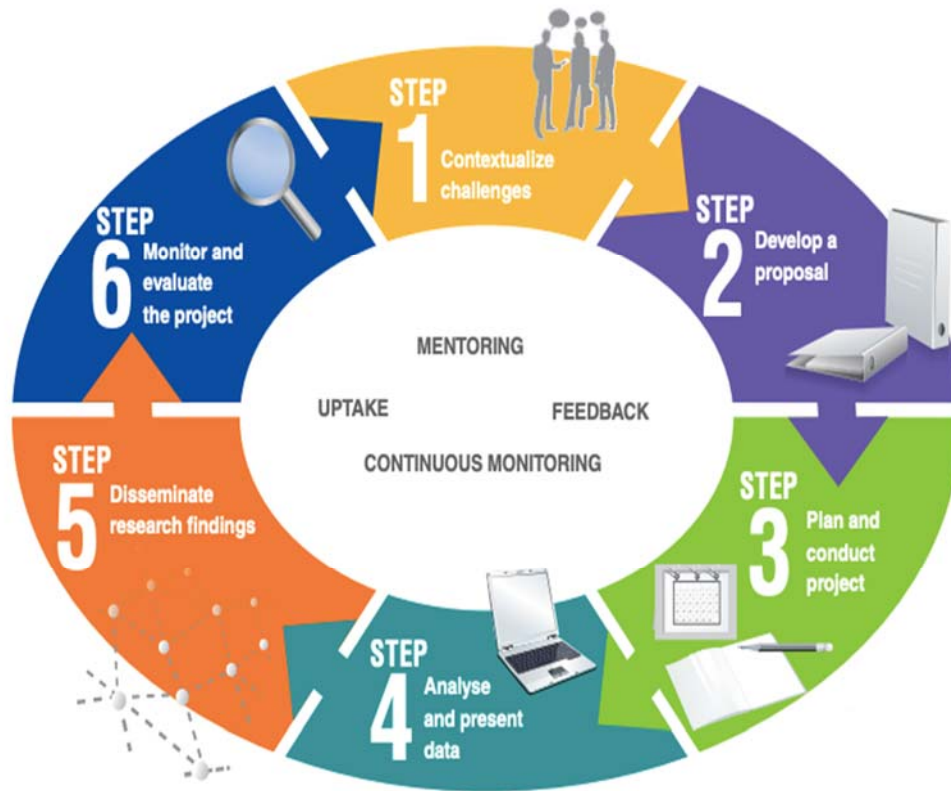 STEP
1
Contextualize
challenges
STEP
2
Develop a
proposal
STEP
3
Plan and
conduct
project
STEP
4
Analyse
and present
data
STEP
5
Disseminate
research findings
STEP
6
Monitor and
evaluate
the project
MENTORING
UPTAKE
FEEDBACK
CONTINUOUS MONITORING